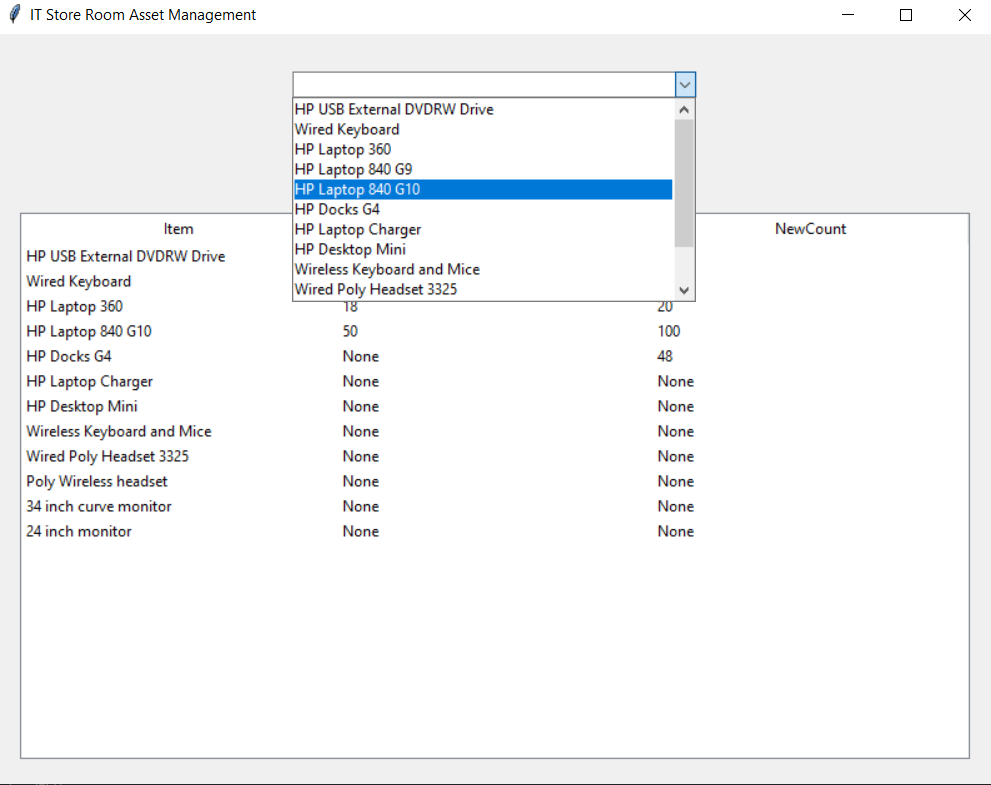 IT Store Room Asset Management
HP USB External DVDRW Drive
Wired Keyboard
HP Laptop 360
HP Laptop 840 G9
HP Laptop 840 G10
HP Docks G4
HP Laptop Charger
HP Desktop Mini
Wireless Keyboard and Mice
Wired Poly Headset 3325
Item NewCount
HP USB External DVDRW Drive
Wired Keyboard
HP Laptop 360 18 20
HP Laptop 840 G10 50 100
HP Docks G4 None 48
HP Laptop Charger None None
HP Desktop Mini None None
Wireless Keyboard and Mice None None
Wired Poly Headset 3325 None None
Poly Wireless headset None None
34 inch curve monitor None None
24 inch monitor None None